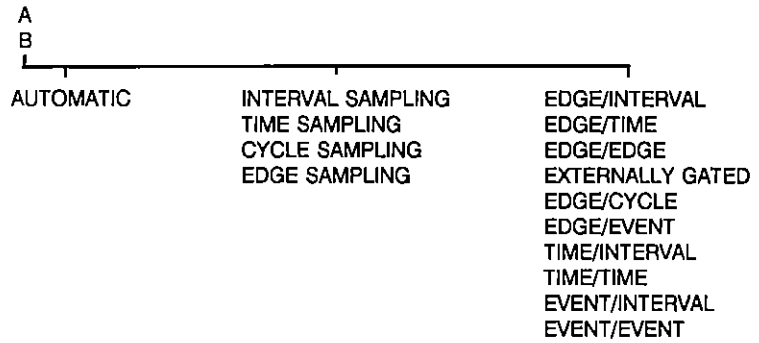 A
B
AUTOMATIC
INTERVAL SAMPLING
TIME SAMPLING
CYCLE SAMPLING
EDGE SAMPLING
EDGE/INTERVAL
EDGE/TIME
EDGE/EDGE
EXTERNALLY GATED
EDGE/CYCLE
EDGE/EVENT
TIME/INTERVAL
TIME/TIME
EVENT/INTERVAL
EVENT/EVENT